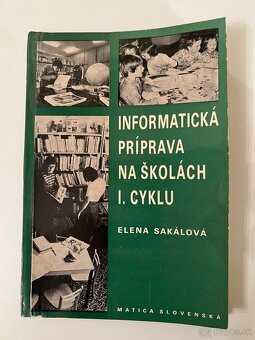 INFORMATICKÁ
PRÍPRAVA
NA ŠKOLÁCH
I. CYKLU
ELENA SAKÁLOVÁ
MATICA SLOVENSKÁ